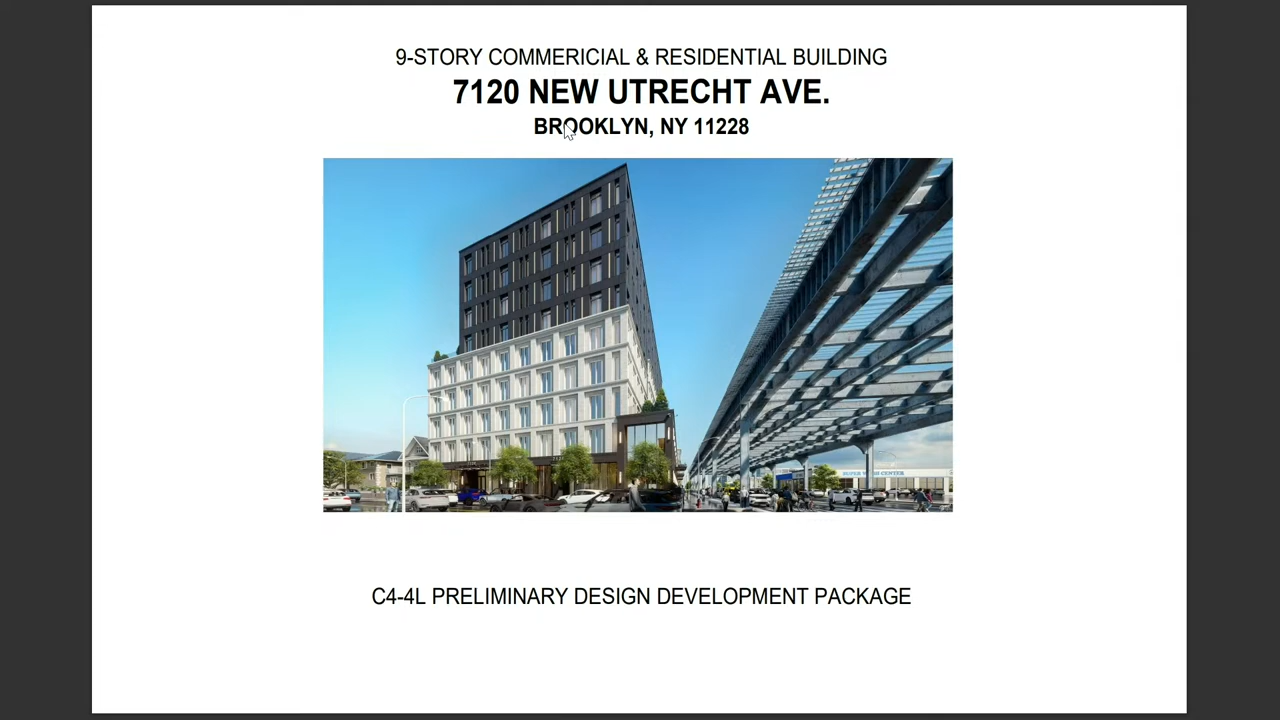 9-STORY COMMERICIAL & RESIDENTIAL BUILDING
7120 NEW UTRECHT AVE.
BROOKLYN, NY 11228
C4-4L PRELIMINARY DESIGN DEVELOPMENT PACKAGE